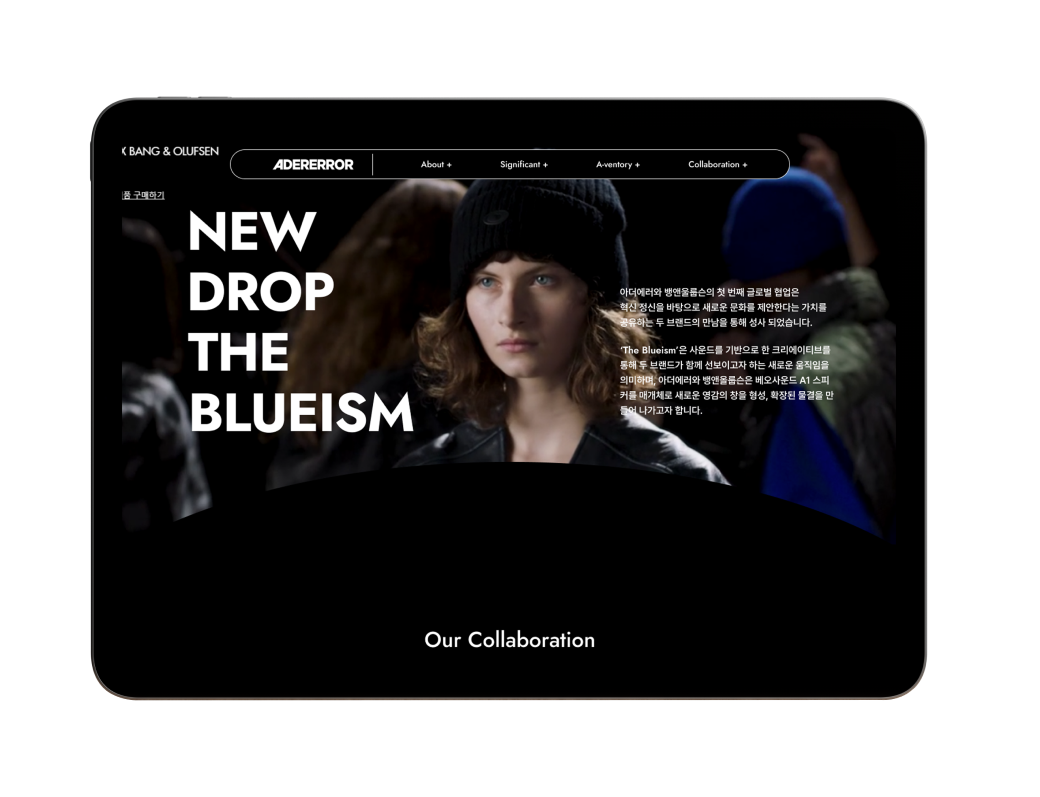 X BANG & OLUFSEN
ADERERROR
About +
Significant +
A-ventory +
Collaboration +
품 구매하기
NEW
DROP
THE
BLUEISM
아더에러와 뱅앤울룹슨의 첫 번째 글로벌 협업은
혁신 정신을 바탕으로 새로운 문화를 제안한다는 가치를
공유하는 두 브랜드의 만남을 통해 성사 되었습니다.
‘The Blueism’은 사운드를 기반으로 한 크리에이티브를
통해 두 브랜드가 함께 선보이고자 하는 새로운 움직임을
의미하며, 아더에러와 뱅앤울룹슨은 베오사운드 A1 스피
커를 매개체로 새로운 영감의 창을 형성, 확장된 물결을 만
들어 나가고자 합니다.
Our Collaboration